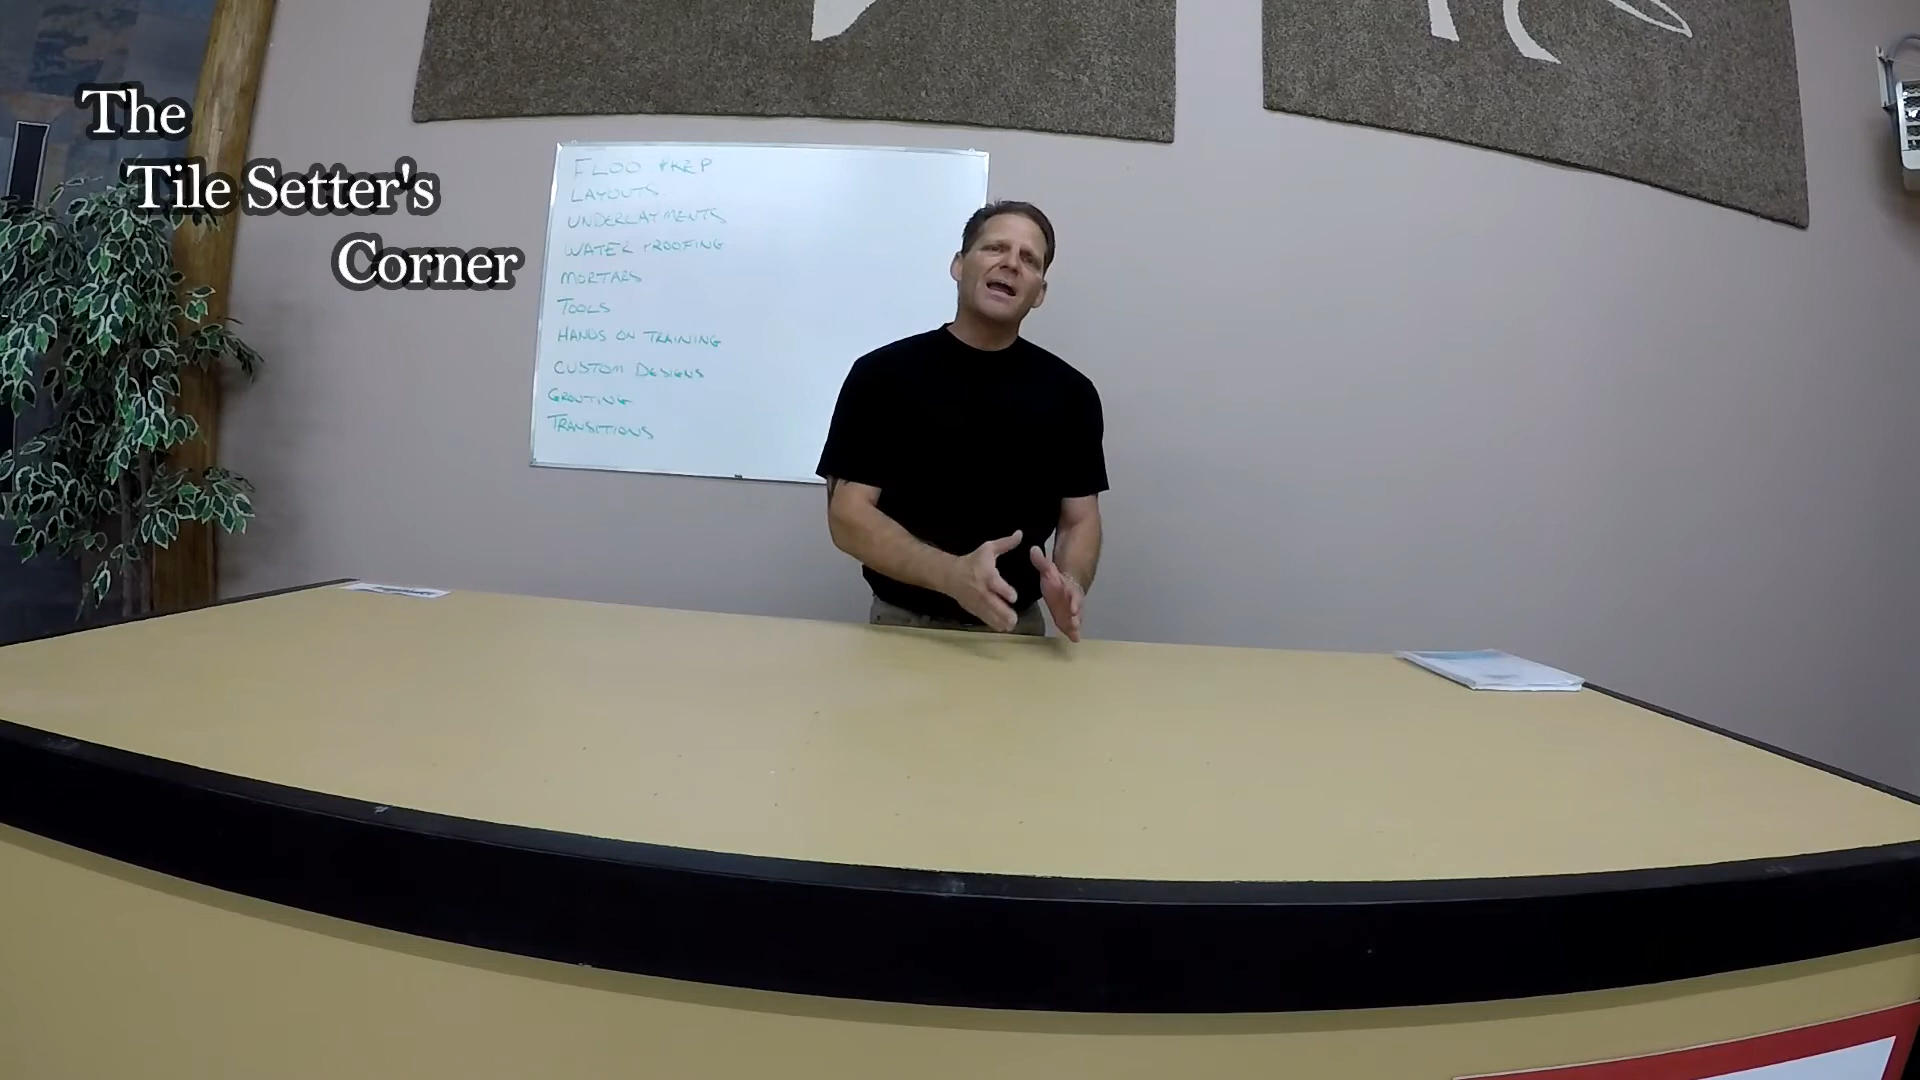 The
Tile Setter's
Corner
FLOO PREP
LAYOUTS
UNDERLAYMENTS
WATER PROOFING
MORTARS
TOOLS
HANDS ON TRAINING
CUSTOM DESIGNS
GROUTING
TRANSITIONS